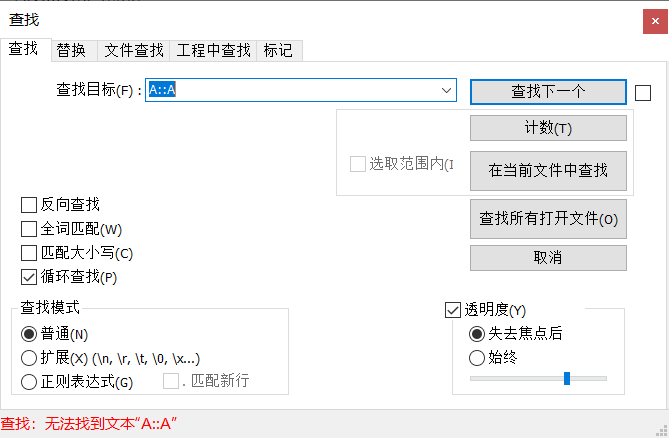 查找
查找 替换 文件查找 工程中查找 标记
查找目标(F) : A::A 查找下一个
计数(T)
选取范围内(I
在当前文件中查找
查找所有打开文件(O)
取消
反向查找
全词匹配(W)
匹配大小写(C)
循环查找(P)
查找模式
普通(N)
扩展(X) (\n, \r, \t, \0, \x...)
正则表达式(G) . 匹配新行
透明度(Y)
失去焦点后
始终
查找: 无法找到文本“A::A”